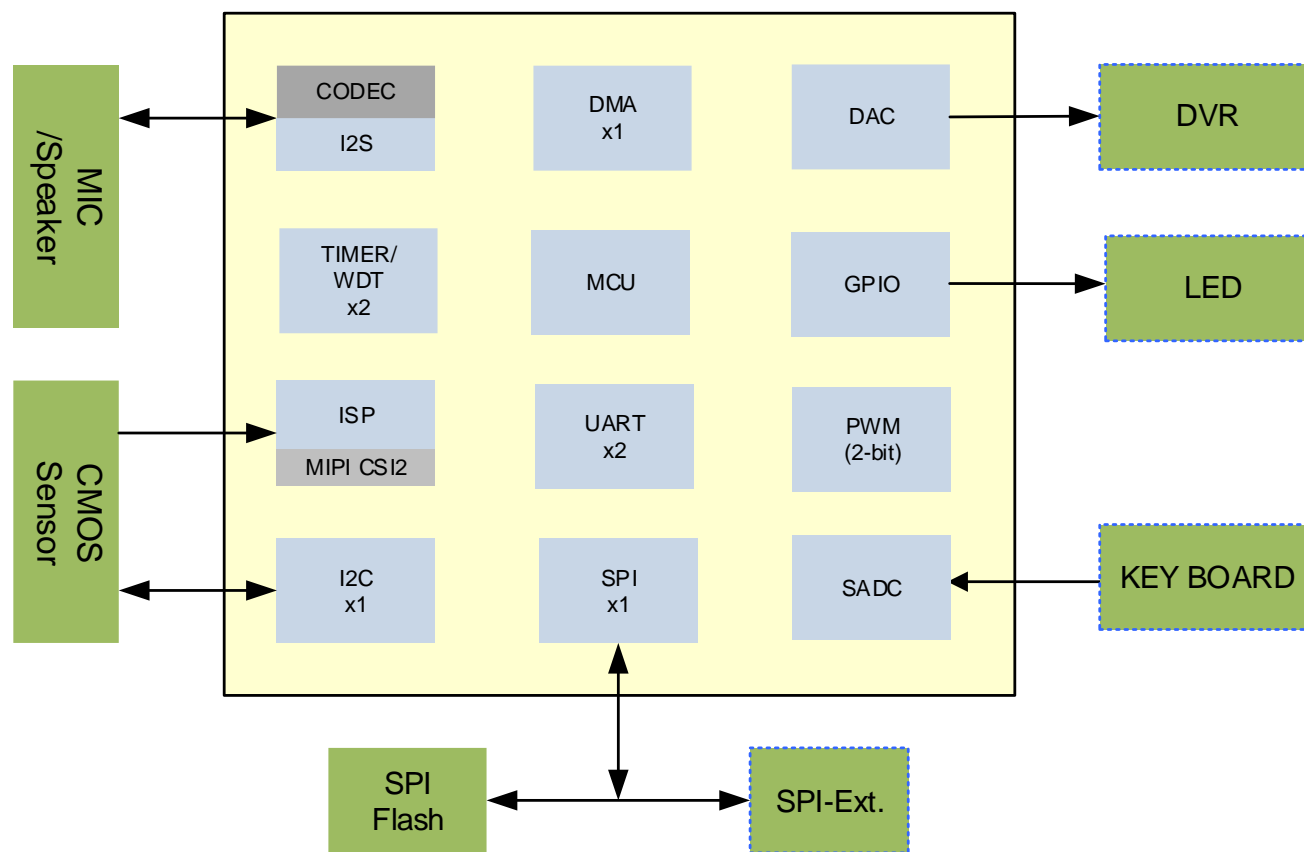 MIC
/Speaker
CODEC
I2S
DMA
x1
DAC
DVR
TIMER/
WDT
x2
MCU
GPIO
LED
CMOS
Sensor
ISP
MIPI CSI2
UART
x2
PWM
(2-bit)
I2C
x1
SPI
x1
SADC
KEY BOARD
SPI
Flash
SPI-Ext.